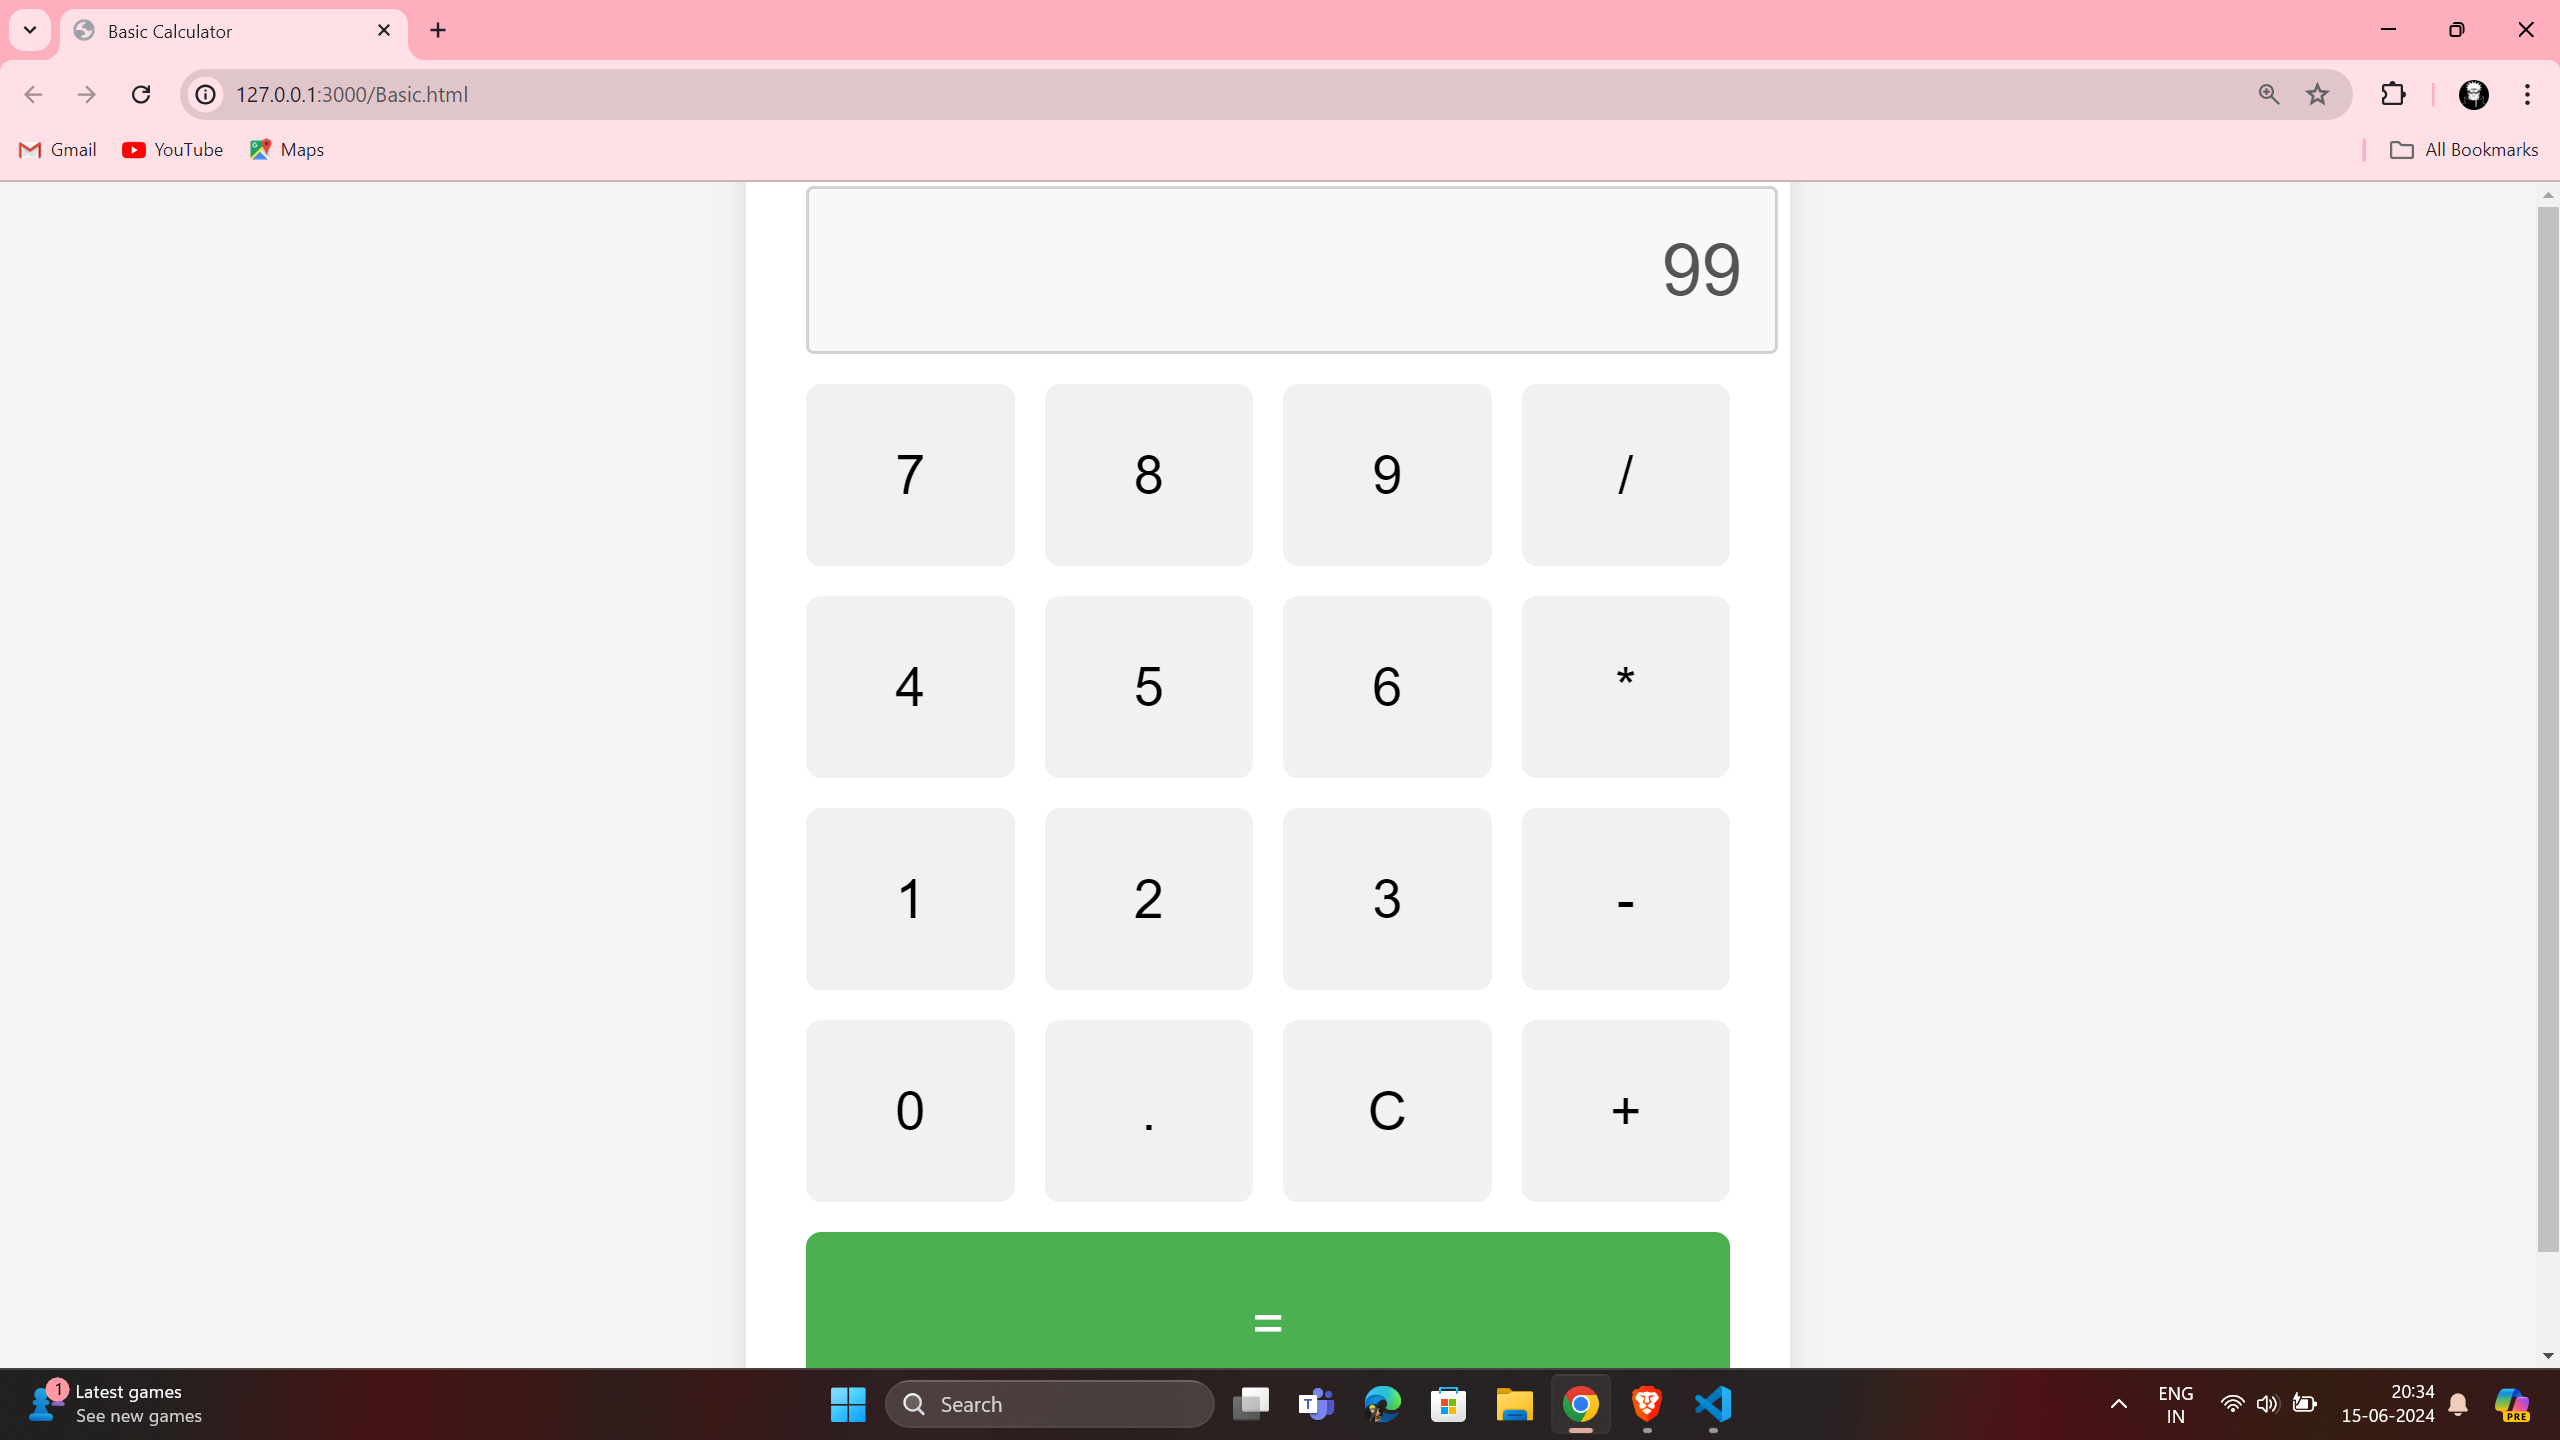 Basic Calculator
127.0.0.1:3000/Basic.html
Gmail YouTube Maps All Bookmarks
99
7 8 9 /
4 5 6 *
1 2 3 -
0 . C +
=
1 Latest games
See new games
Search
T
ENG
IN
20:34
15-06-2024
PRE